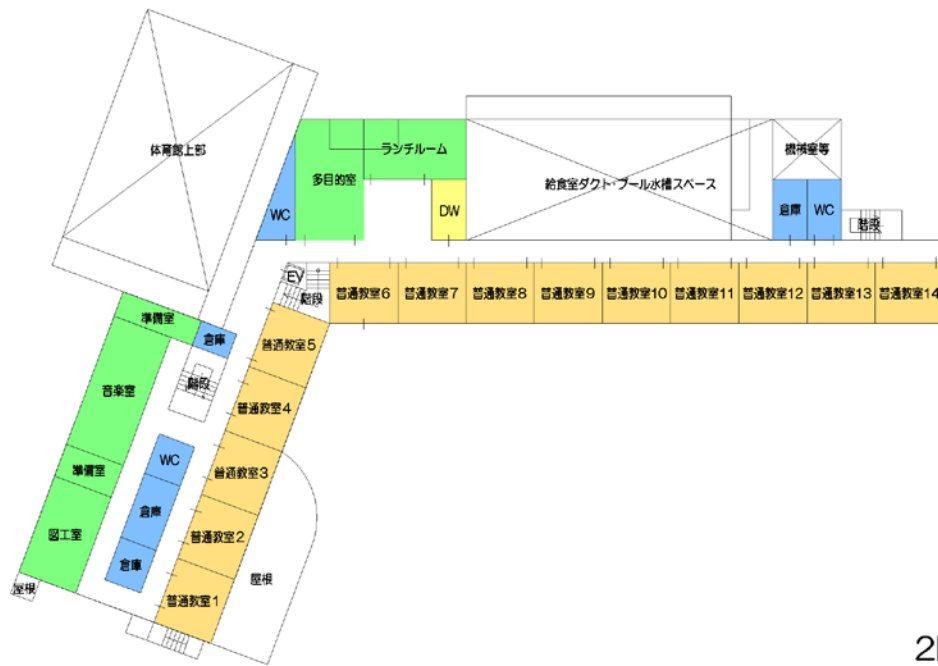 体育館上部
ランチルーム
機械室等
多目的室
給食室ダクト・プール水槽スペース
WC
DW
倉庫
WC
階段
EV
階段
普通教室6
普通教室7
普通教室8
普通教室9
普通教室10
普通教室11
普通教室12
普通教室13
普通教室14
準備室
倉庫
普通教室5
音楽室
階段
普通教室4
WC
普通教室3
準備室
倉庫
普通教室2
図工室
倉庫
屋根
屋根
普通教室1
2